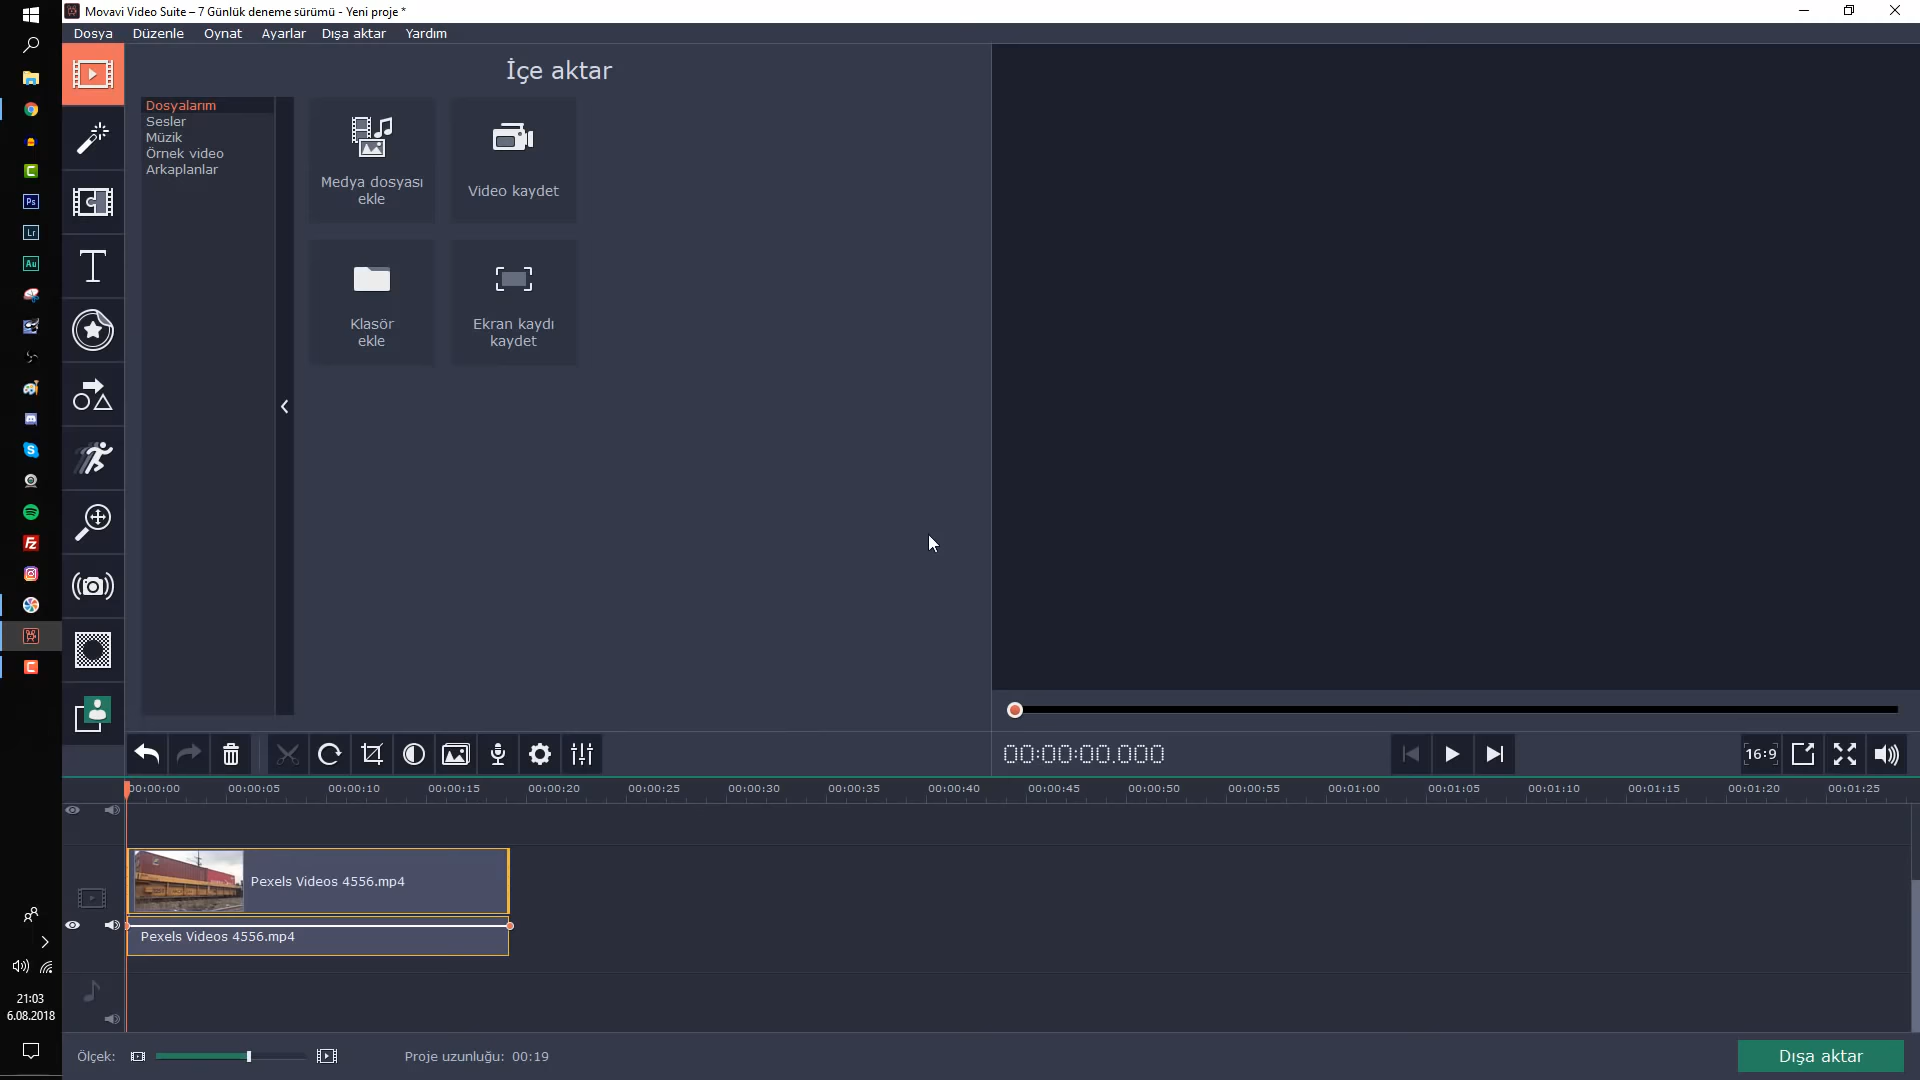 Movavi Video Suite – 7 Günlük deneme sürümü - Yeni proje *
Dosya Düzenle Oynat Ayarlar Dışa aktar Yardım
İçe aktar
Dosyalarım
Sesler
Müzik
Örnek video
Arkaplanlar
Medya dosyası
ekle
Video kaydet
Klasör
ekle
Ekran kaydı
kaydet
Ps
Lr
Au
Fz
00:00:00.000
16:9
00:00:00 00:00:05 00:00:10 00:00:15 00:00:20 00:00:25 00:00:30 00:00:35 00:00:40 00:00:45 00:00:50 00:00:55 00:01:00 00:01:05 00:01:10 00:01:15 00:01:20 00:01:25
Pexels Videos 4556.mp4
Pexels Videos 4556.mp4
21:03
6.08.2018
Ölçek:
Proje uzunluğu: 00:19
Dışa aktar